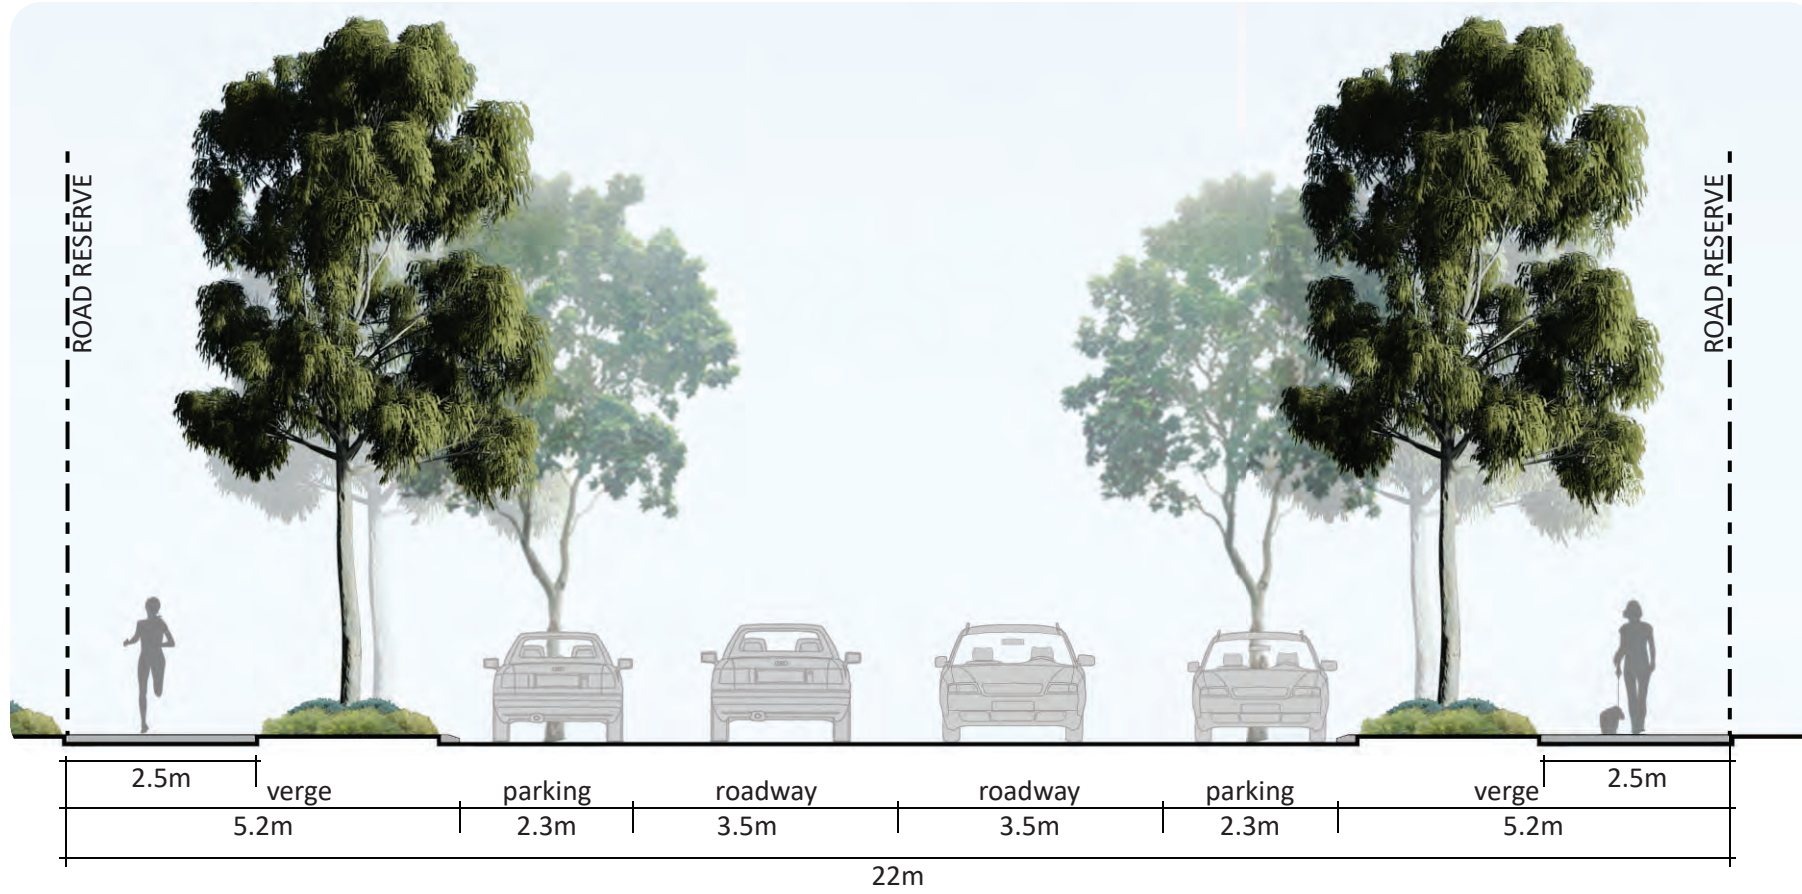 ROAD RESERVE
ROAD RESERVE
2.5m
2.5m
verge
parking
roadway
roadway
parking
verge
5.2m
2.3m
3.5m
3.5m
2.3m
5.2m
22m